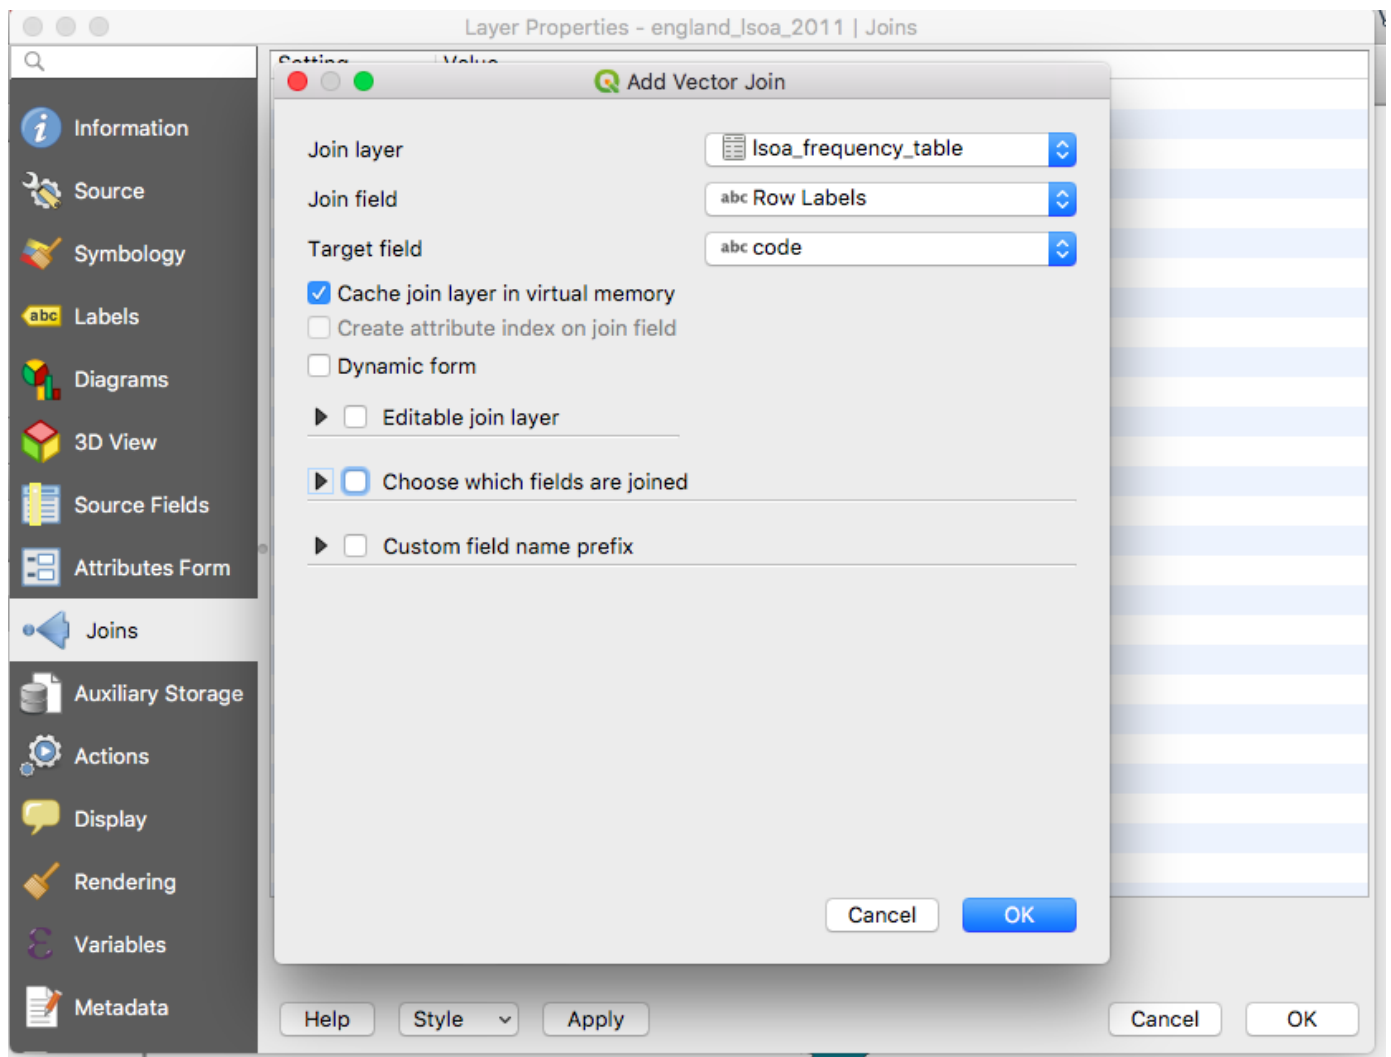 Layer Properties - england_lsoa_2011 | Joins
Setting Value
Add Vector Join
Information
Source
Symbology
abc Labels
Diagrams
3D View
Source Fields
Attributes Form
Joins
Auxiliary Storage
Actions
Display
Rendering
Variables
Metadata
Join layer lsoa_frequency_table
Join field abc Row Labels
Target field abc code
Cache join layer in virtual memory
Create attribute index on join field
Dynamic form
Editable join layer
Choose which fields are joined
Custom field name prefix
Cancel OK
Help Style Apply Cancel OK